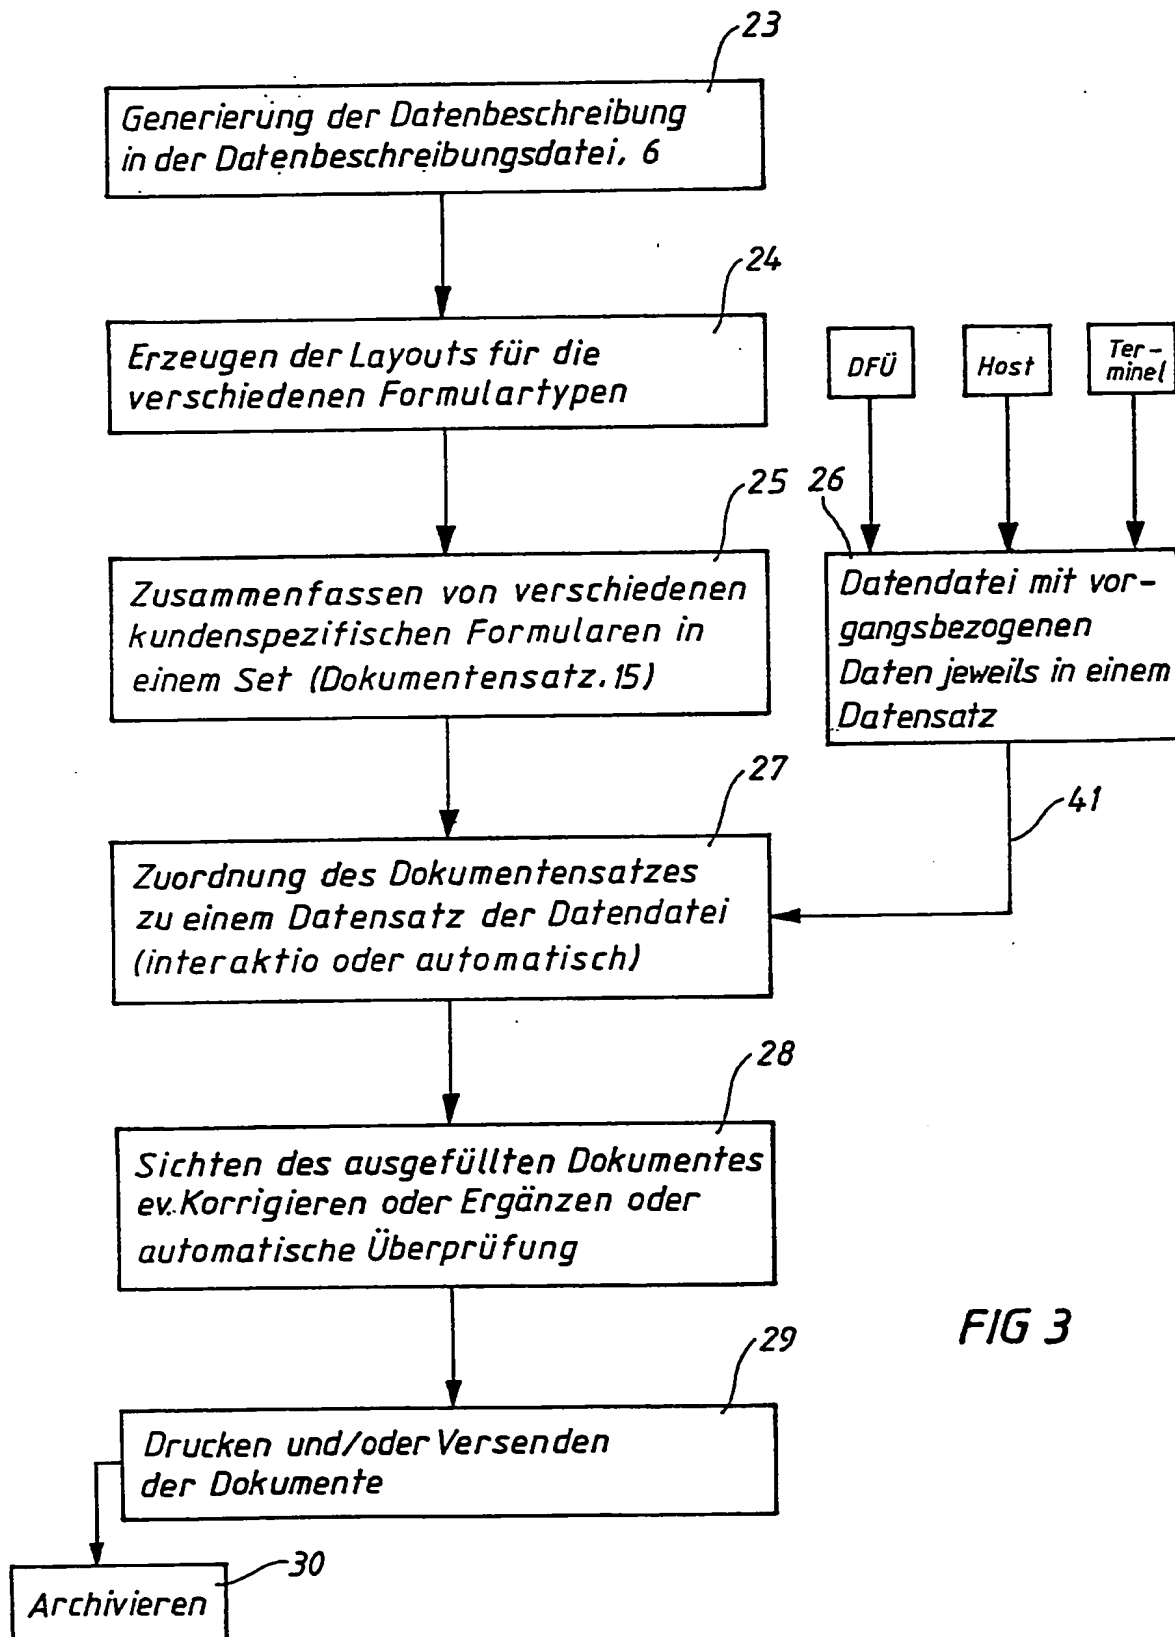 23
Generierung der Datenbeschreibung
in der Datenbeschreibungsdatei, 6
24
Erzeugen der Layouts für die
verschiedenen Formulartypen
DFÜ
Host
Ter-
minel
25
Zusammenfassen von verschiedenen
kundenspezifischen Formularen in
einem Set (Dokumentensatz.15)
26
Datendatei mit vor-
gangsbezogenen
Daten jeweils in einem
Datensatz
41
27
Zuordnung des Dokumentensatzes
zu einem Datensatz der Datendatei
(interaktio oder automatisch)
28
Sichten des ausgefüllten Dokumentes
ev. Korrigieren oder Ergänzen oder
automatische Überprüfung
29
Drucken und/oder Versenden
der Dokumente
30
Archivieren
FIG 3